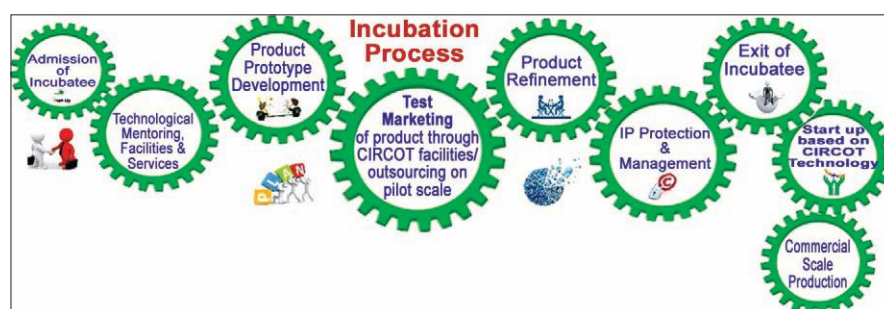 Incubation
Process
Admission
of
Incubatee
Technological
Mentoring,
Facilities &
Services
Product
Prototype
Development
PLAN
Test
Marketing
of product through
CIRCOT facilities/
outsourcing on
pilot scale
Product
Refinement
IP Protection
&
Management
C
Exit of
Incubatee
Start up
based on
CIRCOT
Technology
Commercial
Scale
Production